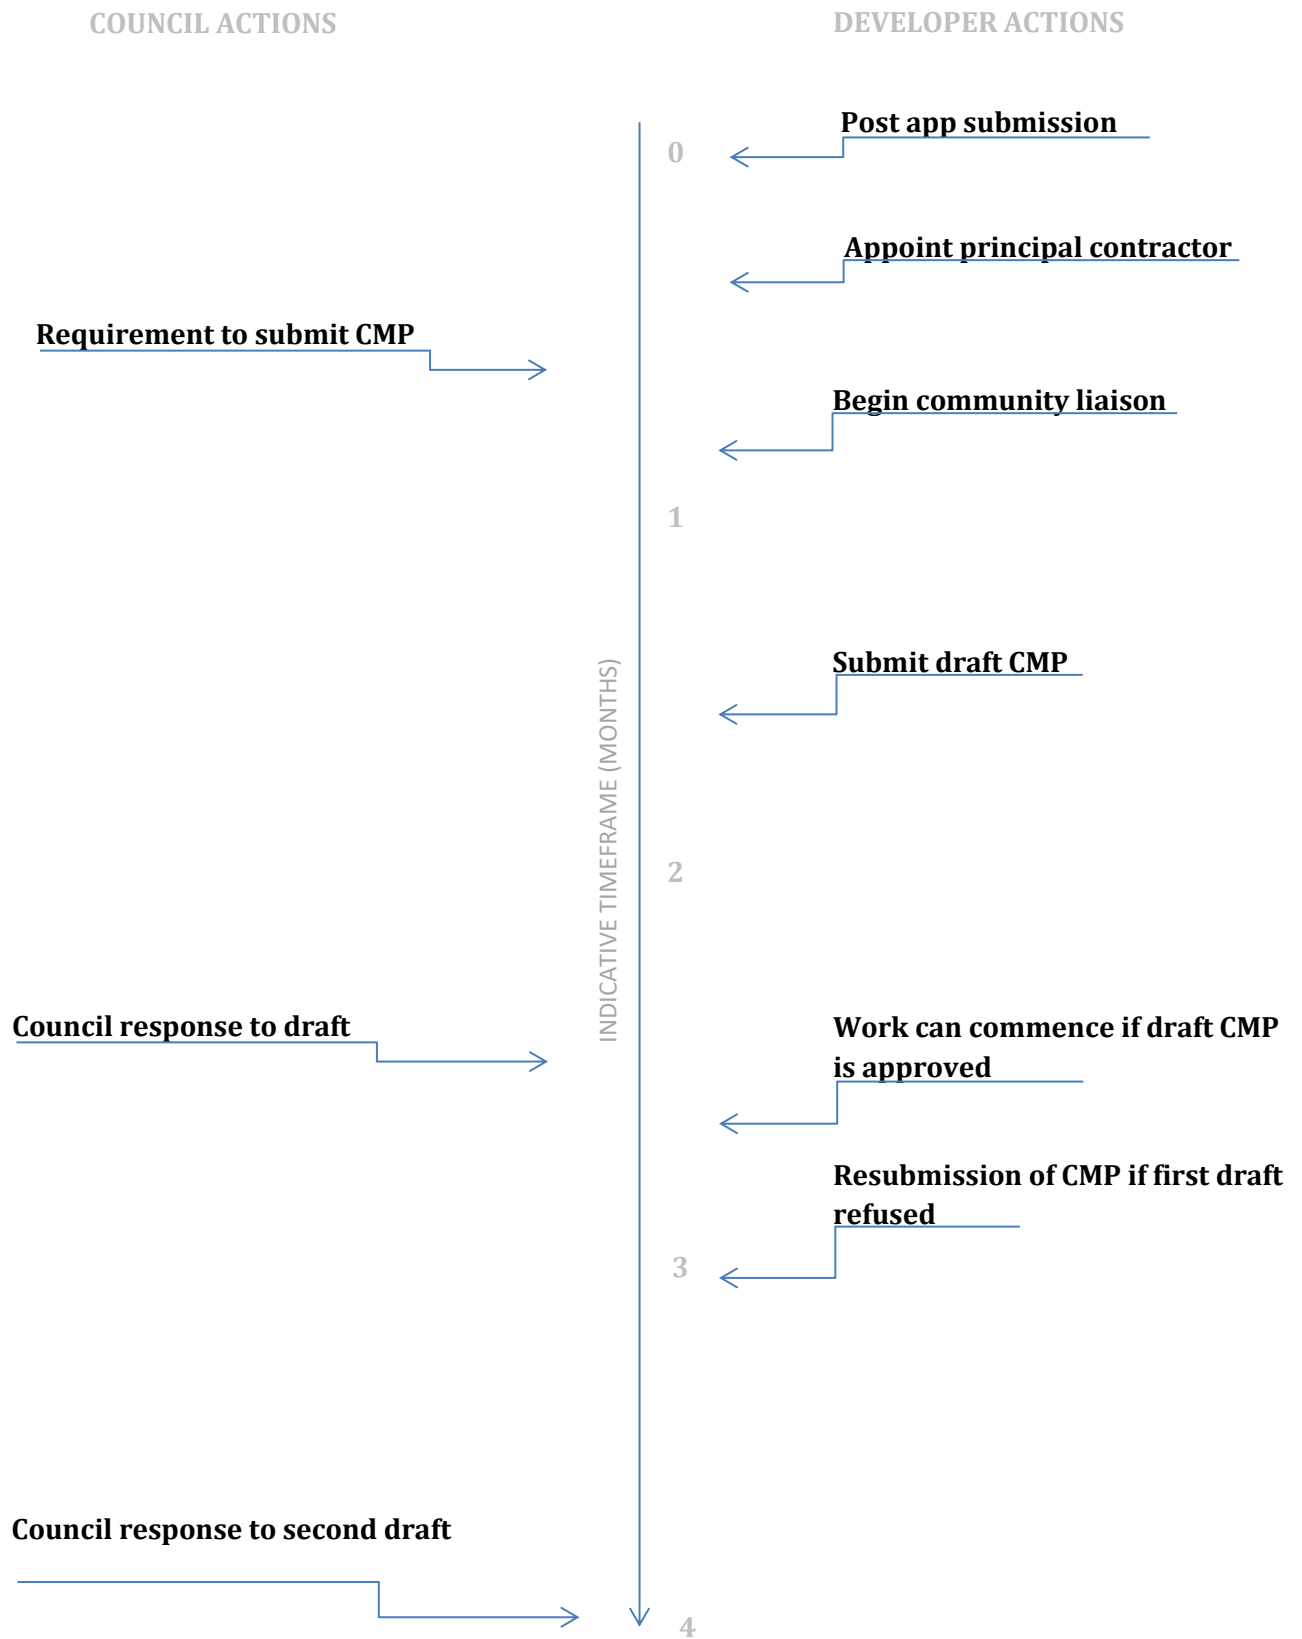 COUNCIL ACTIONS
DEVELOPER ACTIONS
Post app submission
0
Appoint principal contractor
Requirement to submit CMP
Begin community liaison
1
Submit draft CMP
INDICATIVE TIMEFRAME (MONTHS)
2
Council response to draft
Work can commence if draft CMP
is approved
Resubmission of CMP if first draft
refused
3
Council response to second draft
4